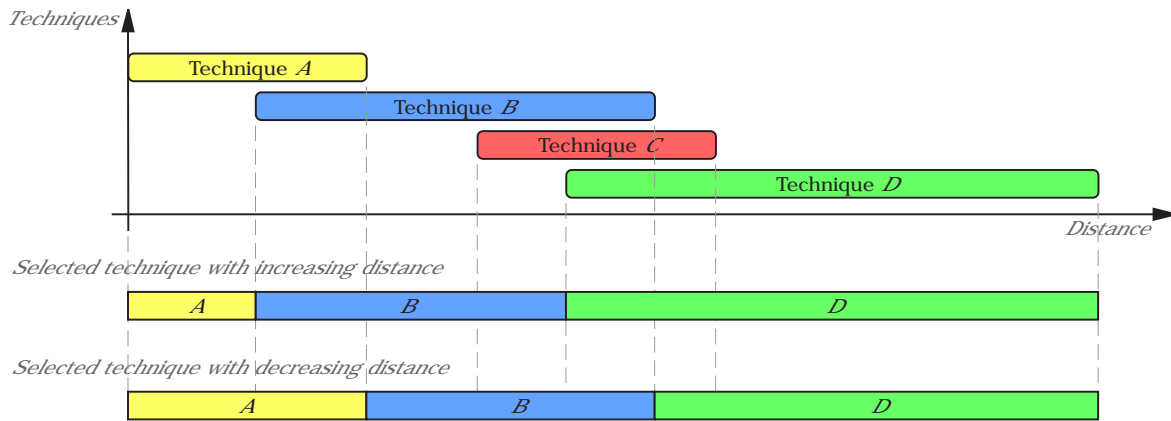 Techniques
Technique A
Technique B
Technique C
Technique D
Distance
Selected technique with increasing distance
A B D
Selected technique with decreasing distance
A B D